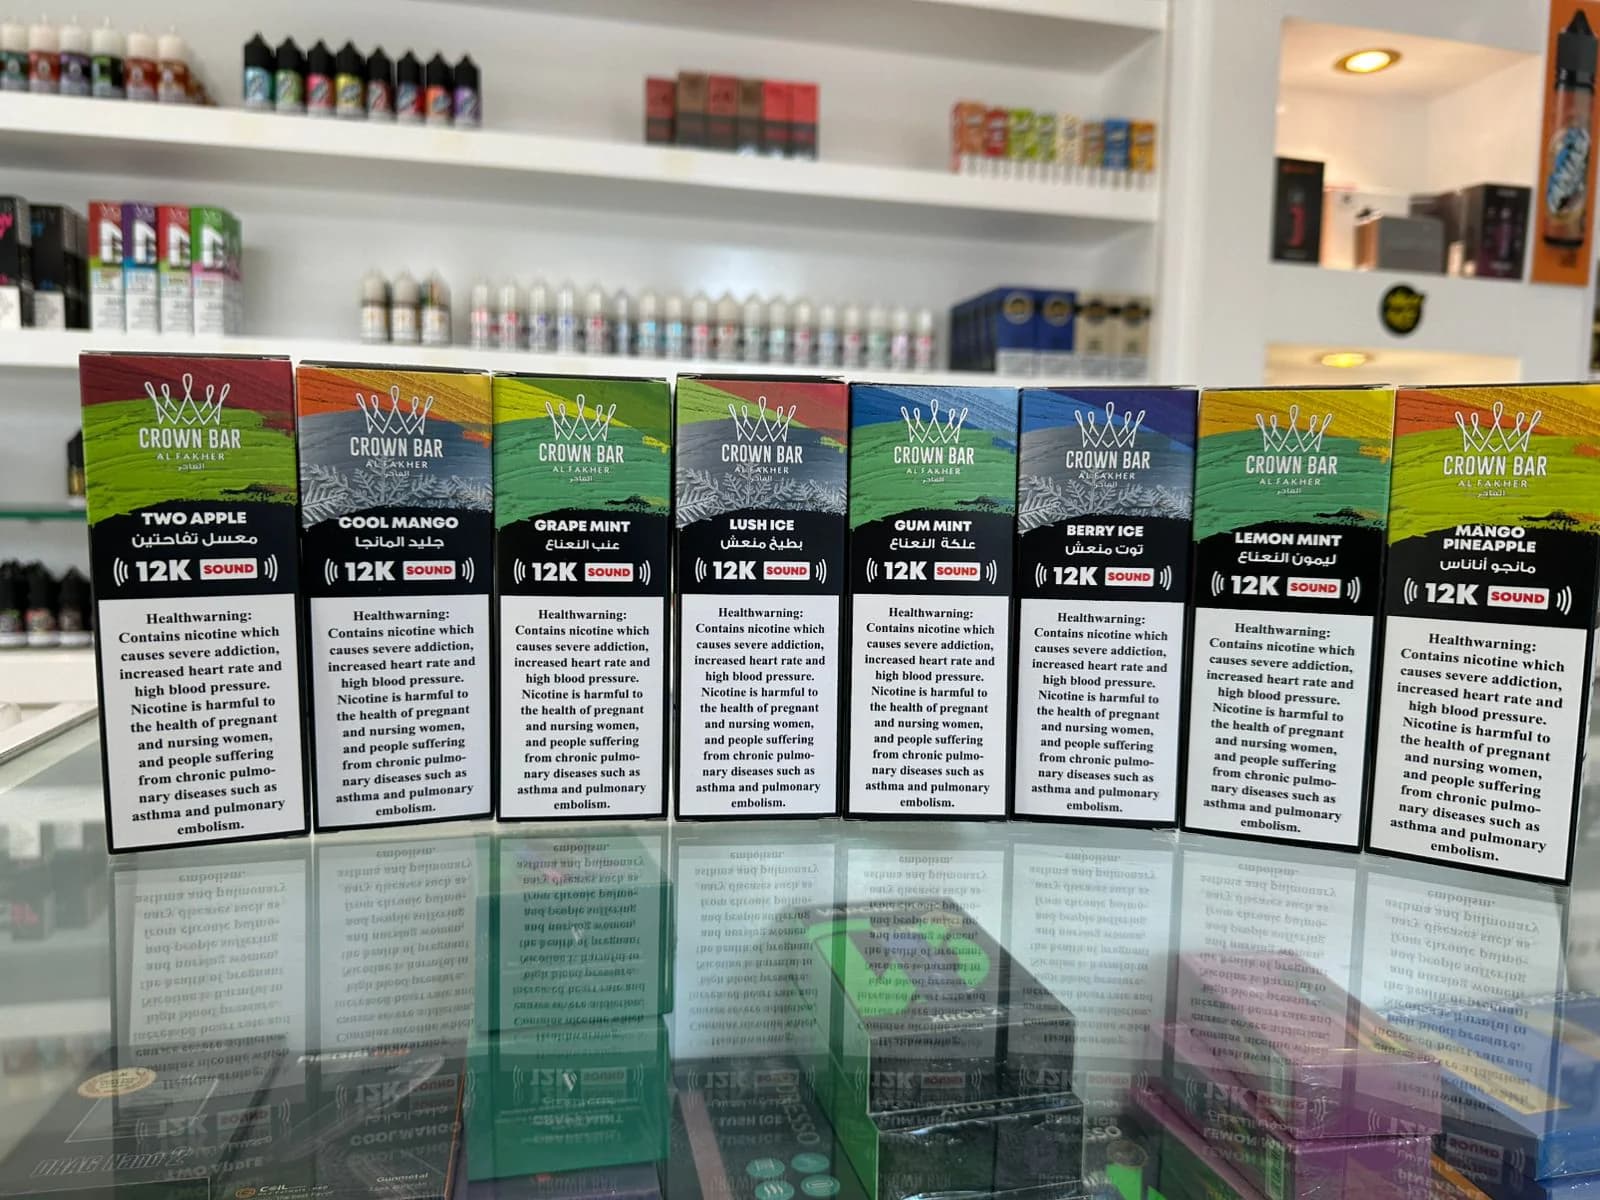 CROWN BAR
AL FAKHER
الفاخر
TWO APPLE
معسل تفاحتين
12K SOUND
Healthwarning:
Contains nicotine which
causes severe addiction,
increased heart rate and
high blood pressure.
Nicotine is harmful to
the health of pregnant
and nursing women,
and people suffering
from chronic pulmo-
nary diseases such as
asthma and pulmonary
embolism.
CROWN BAR
AL FAKHER
الفاخر
COOL MANGO
جليد المانجا
12K SOUND
Healthwarning:
Contains nicotine which
causes severe addiction,
increased heart rate and
high blood pressure.
Nicotine is harmful to
the health of pregnant
and nursing women,
and people suffering
from chronic pulmo-
nary diseases such as
asthma and pulmonary
embolism.
CROWN BAR
AL FAKHER
الفاخر
GRAPE MINT
عنب النعناع
12K SOUND
Healthwarning:
Contains nicotine which
causes severe addiction,
increased heart rate and
high blood pressure.
Nicotine is harmful to
the health of pregnant
and nursing women,
and people suffering
from chronic pulmo-
nary diseases such as
asthma and pulmonary
embolism.
CROWN BAR
AL FAKHER
الفاخر
LUSH ICE
بطيخ منعش
12K SOUND
Healthwarning:
Contains nicotine which
causes severe addiction,
increased heart rate and
high blood pressure.
Nicotine is harmful to
the health of pregnant
and nursing women,
and people suffering
from chronic pulmo-
nary diseases such as
asthma and pulmonary
embolism.
CROWN BAR
AL FAKHER
الفاخر
GUM MINT
علكة النعناع
12K SOUND
Healthwarning:
Contains nicotine which
causes severe addiction,
increased heart rate and
high blood pressure.
Nicotine is harmful to
the health of pregnant
and nursing women,
and people suffering
from chronic pulmo-
nary diseases such as
asthma and pulmonary
embolism.
CROWN BAR
AL FAKHER
الفاخر
BERRY ICE
توت منعش
12K SOUND
Healthwarning:
Contains nicotine which
causes severe addiction,
increased heart rate and
high blood pressure.
Nicotine is harmful to
the health of pregnant
and nursing women,
and people suffering
from chronic pulmo-
nary diseases such as
asthma and pulmonary
embolism.
CROWN BAR
AL FAKHER
الفاخر
LEMON MINT
ليمون النعناع
12K SOUND
Healthwarning:
Contains nicotine which
causes severe addiction,
increased heart rate and
high blood pressure.
Nicotine is harmful to
the health of pregnant
and nursing women,
and people suffering
from chronic pulmo-
nary diseases such as
asthma and pulmonary
embolism.
CROWN BAR
AL FAKHER
الفاخر
MANGO
PINEAPPLE
مانجو أناناس
12K SOUND
Healthwarning:
Contains nicotine which
causes severe addiction,
increased heart rate and
high blood pressure.
Nicotine is harmful to
the health of pregnant
and nursing women,
and people suffering
from chronic pulmo-
nary diseases such as
asthma and pulmonary
embolism.
DRAG Nano 2
Gunmetal